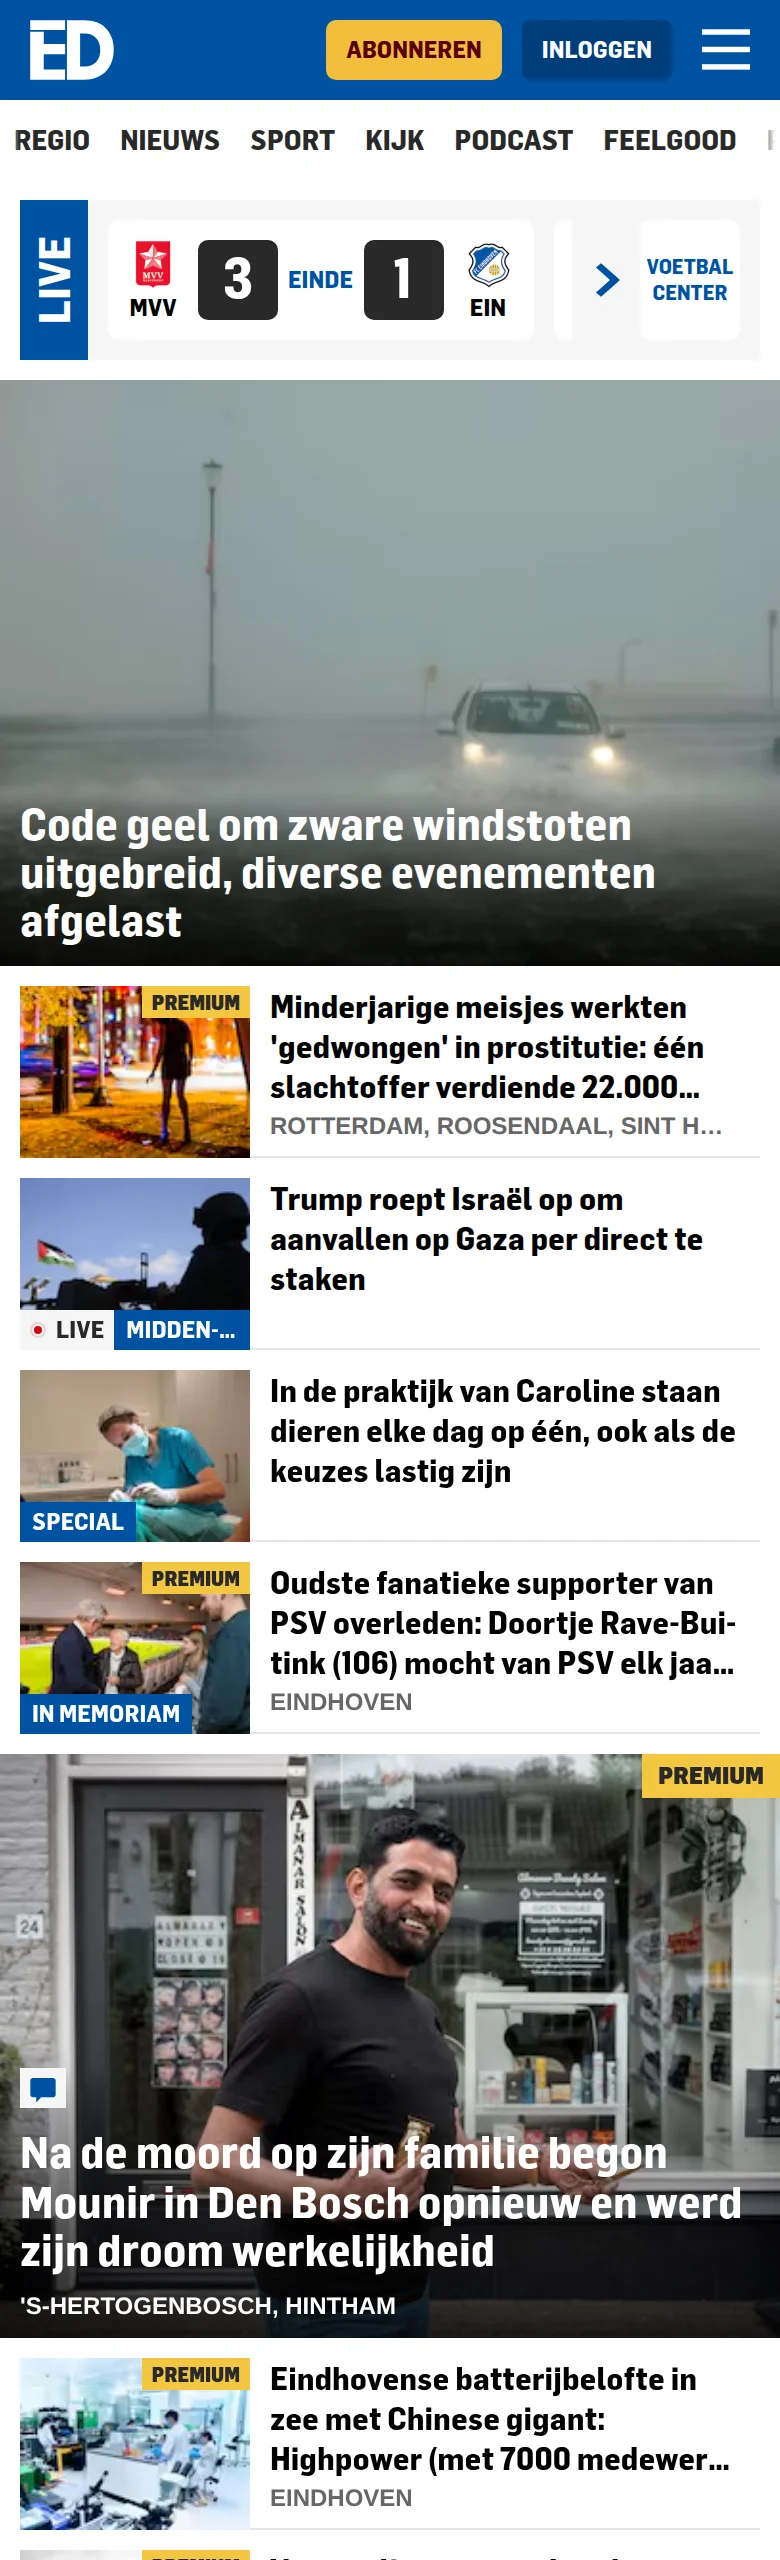 ED
ABONNEREN
INLOGGEN
REGIO NIEUWS SPORT KIJK PODCAST FEELGOOD
LIVE
MVV
MVV
3
EINDE
1
EIN
VOETBAL
CENTER
Code geel om zware windstoten
uitgebreid, diverse evenementen
afgelast
PREMIUM
Minderjarige meisjes werkten
'gedwongen' in prostitutie: één
slachtoffer verdiende 22.000...
ROTTERDAM, ROOSENDAAL, SINT H...
Trump roept Israël op om
aanvallen op Gaza per direct te
staken
LIVE
MIDDEN-...
In de praktijk van Caroline staan
dieren elke dag op één, ook als de
keuzes lastig zijn
SPECIAL
PREMIUM
Oudste fanatieke supporter van
PSV overleden: Doortje Rave-Bui-
tink (106) mocht van PSV elk jaa...
EINDHOVEN
IN MEMORIAM
PREMIUM
ALMANAR SALON
24
Na de moord op zijn familie begon
Mounir in Den Bosch opnieuw en werd
zijn droom werkelijkheid
'S-HERTOGENBOSCH, HINTHAM
PREMIUM
Eindhovense batterijbelofte in
zee met Chinese gigant:
Highpower (met 7000 medewer...
EINDHOVEN